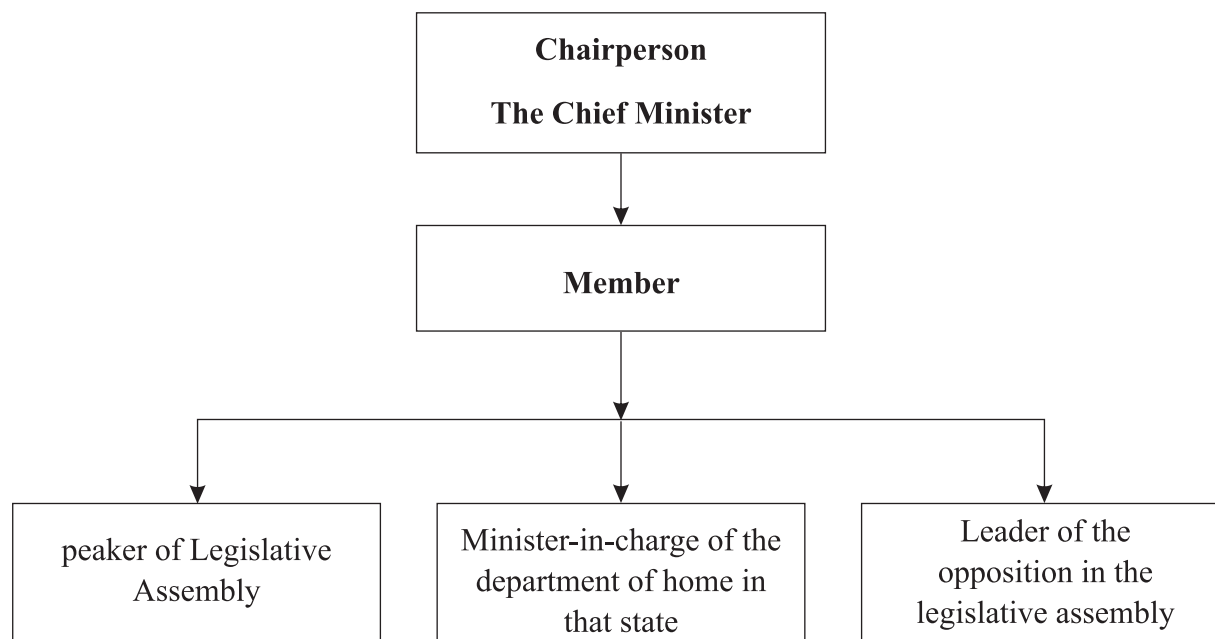 Chairperson
The Chief Minister
Member
peaker of Legislative
Assembly
Minister-in-charge of the
department of home in
that state
Leader of the
opposition in the
legislative assembly